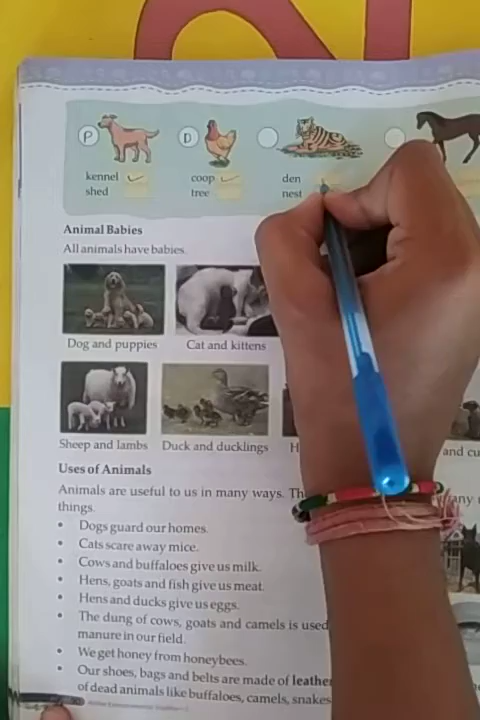 P D
kennel coop den
shed tree nest
Animal Babies
All animals have babies.
Dog and puppies Cat and kittens
Sheep and lambs Duck and ducklings
Uses of Animals
Animals are useful to us in many ways.
things.
• Dogs guard our homes.
• Cats scare away mice.
• Cows and buffaloes give us milk.
• Hens, goats and fish give us meat.
• Hens and ducks give us eggs.
• The dung of cows, goats and camels is used
manure in our field.
• We get honey from honeybees.
• Our shoes, bags and belts are made of leather
of dead animals like buffaloes, camels, snakes